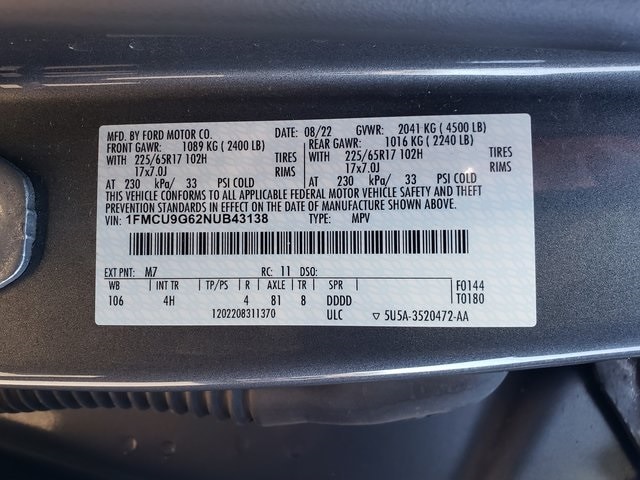 MFD. BY FORD MOTOR CO. 08/22 GVWR: 2041 KG ( 4500 LB)
FRONT GAWR: 1089 KG ( 2400 LB) REAR GAWR: 1016 KG ( 2240 LB)
WITH 225/65R17 102H TIRES WITH 225/65R17 102H TIRES
17x7.0J RIMS 17x7.0J RIMS
AT 230 kPa/ 33 PSI COLD AT 230 kPa/ 33 PSI COLD
THIS VEHICLE CONFORMS TO ALL APPLICABLE FEDERAL MOTOR VEHICLE SAFETY AND THEFT
PREVENTION STANDARDS IN EFFECT ON THE DATE OF MANUFACTURE SHOWN ABOVE.
VIN: 1FMCU9G62NUB43138 TYPE: MPV
EXT PNT: M7 RC: 11 DSO:
WB INT TR TP/PS R AXLE TR SPR F0144
106 4H 4 81 8 DDDD T0180
1202208311370 ULC ▽ 5U5A-3520472-AA